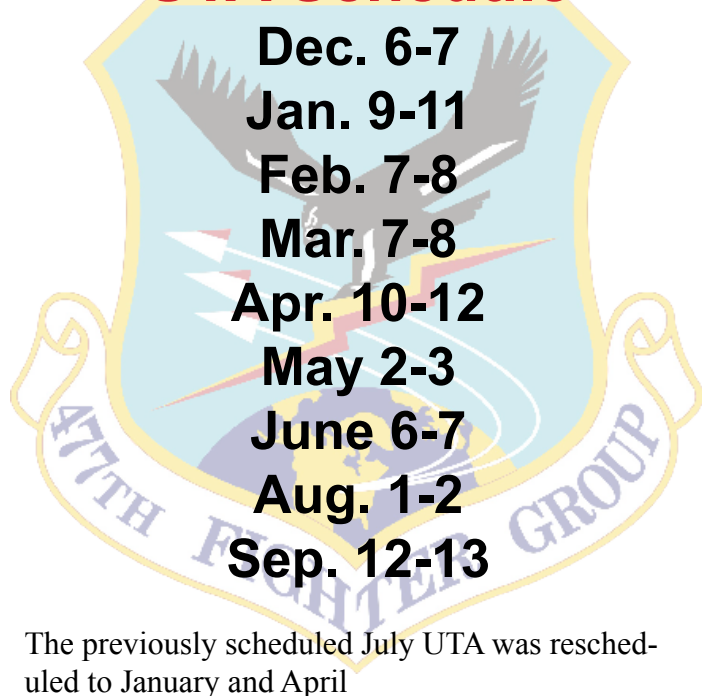 Dec. 6-7
Jan. 9-11
Feb. 7-8
Mar. 7-8
Apr. 10-12
May 2-3
June 6-7
Aug. 1-2
Sep. 12-13
477TH FIGHTER GROUP
The previously scheduled July UTA was resched-
uled to January and April